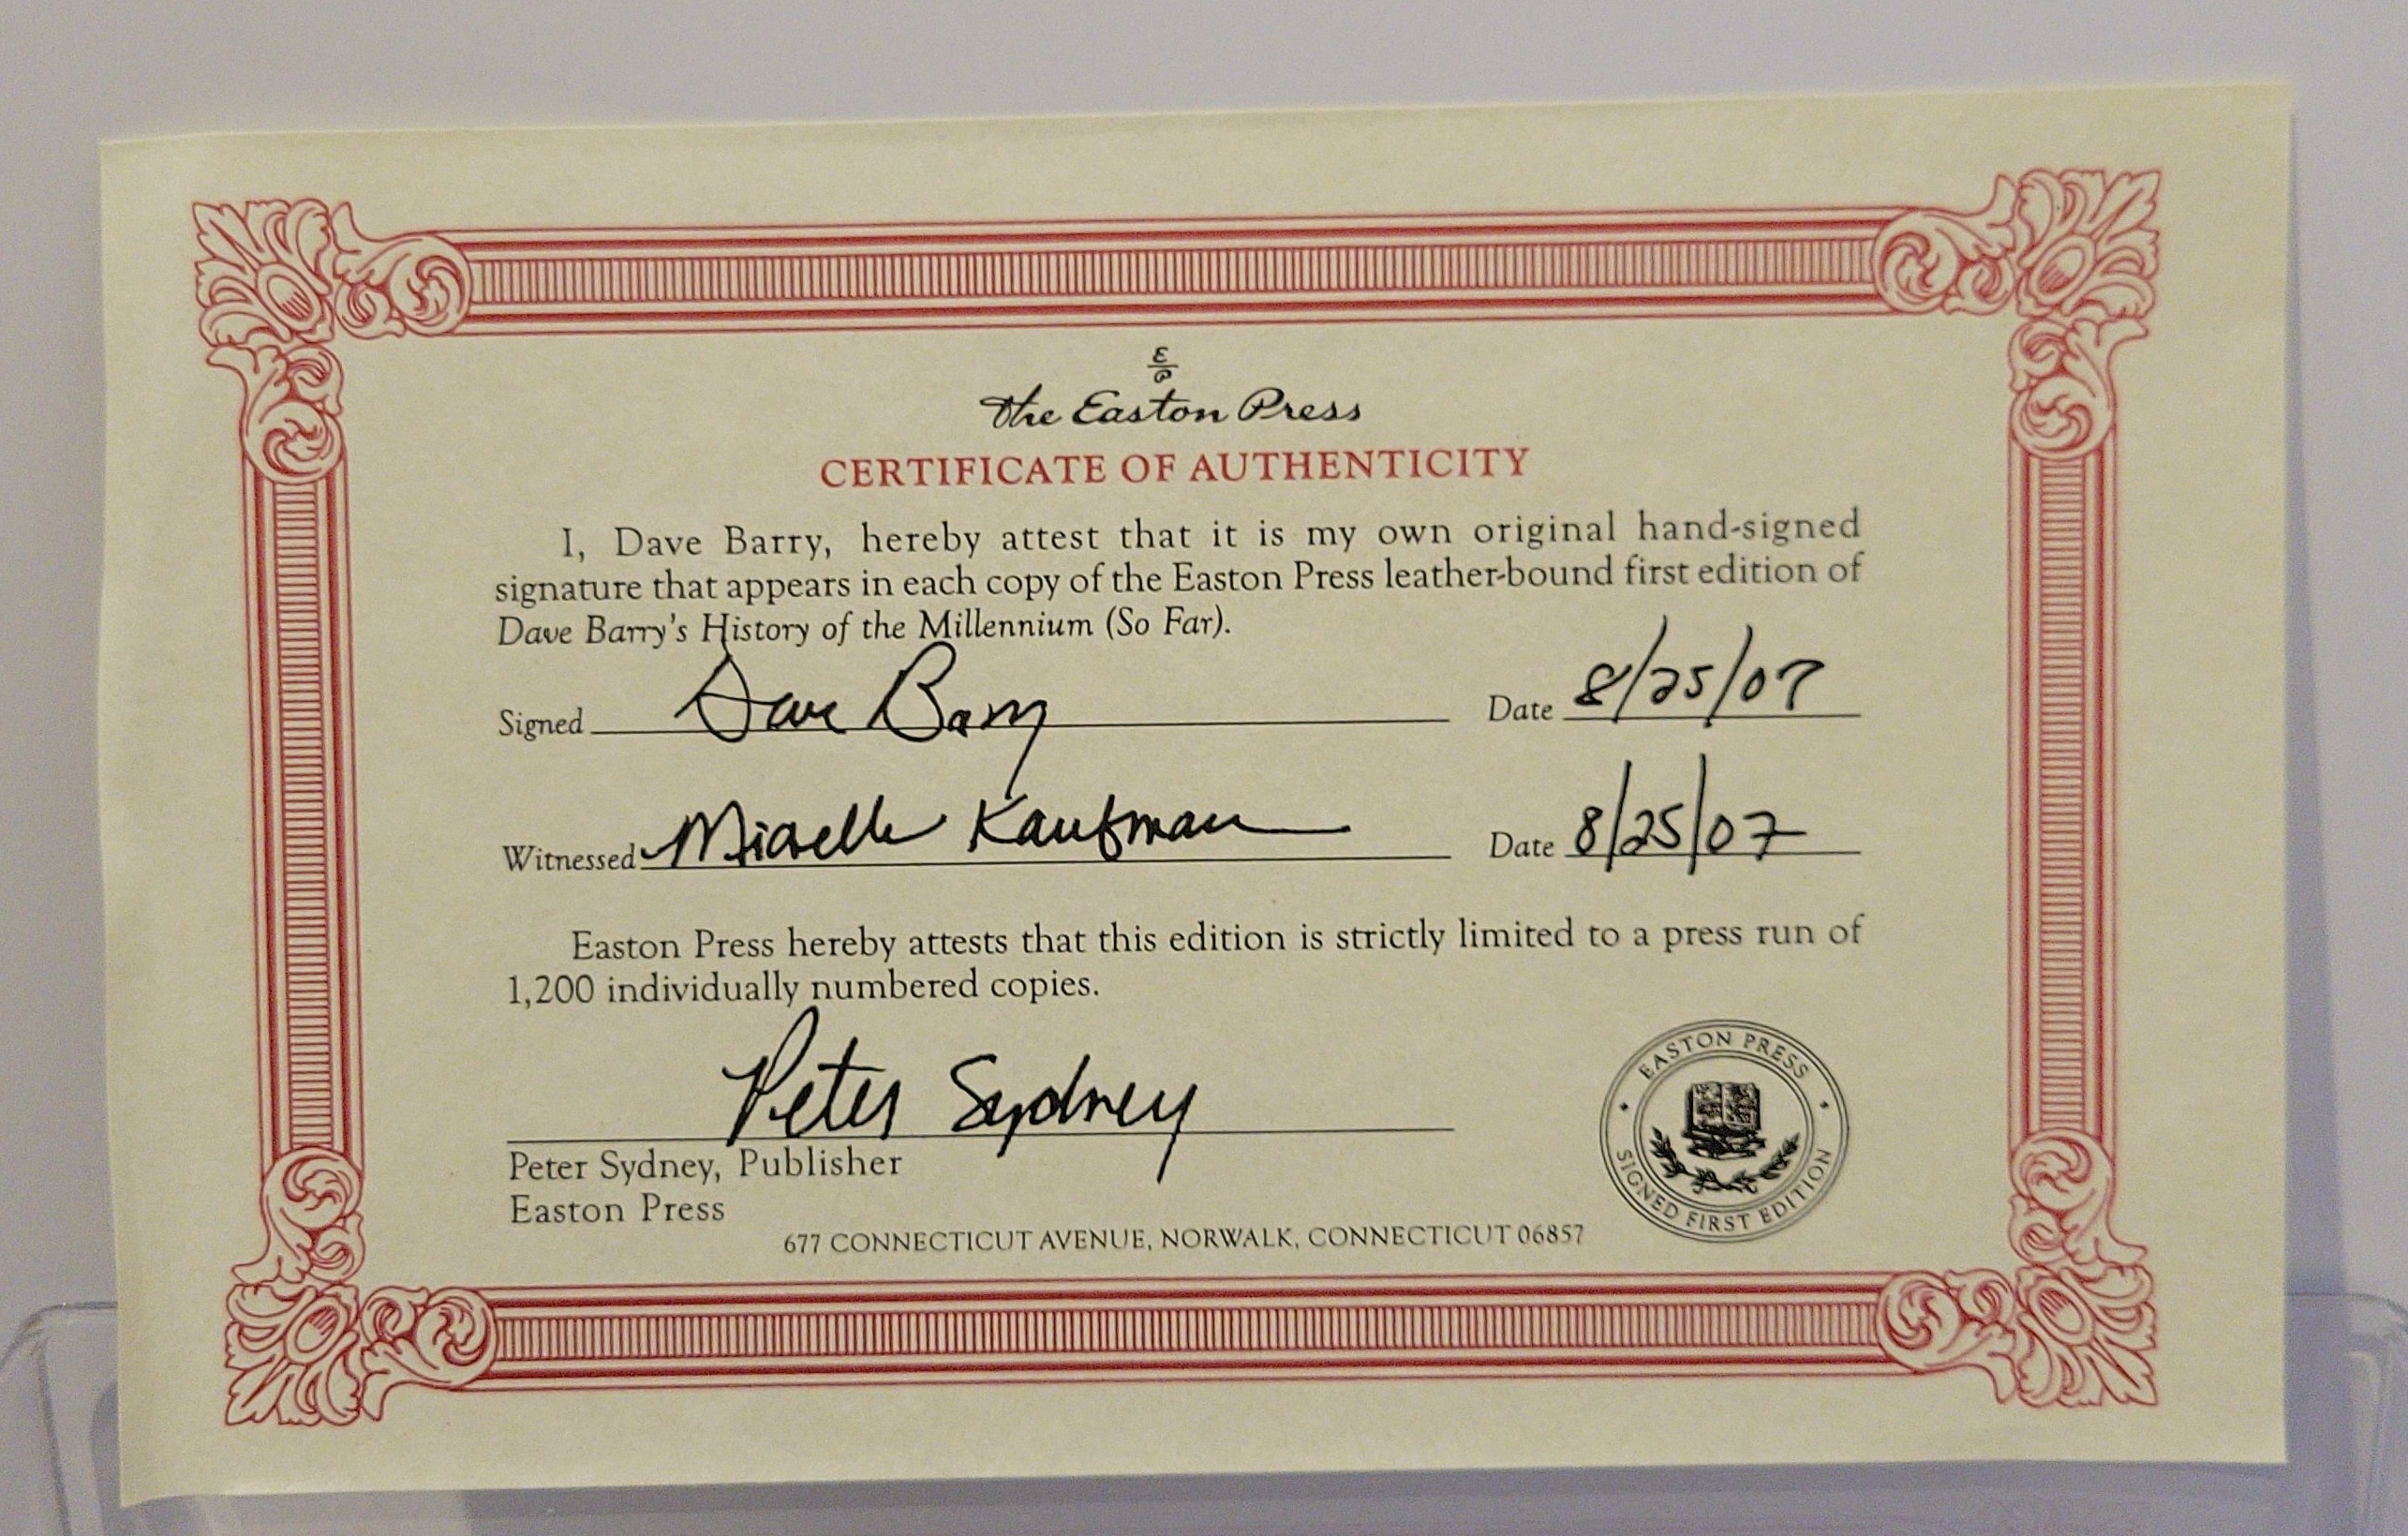 E
P
the Easton Press
CERTIFICATE OF AUTHENTICITY
I, Dave Barry, hereby attest that it is my own original hand-signed
signature that appears in each copy of the Easton Press leather-bound first edition of
Dave Barry's History of the Millennium (So Far).
Signed Dave Barry Date 8/25/07
Witnessed Kaufman Date 8/25/07
Easton Press hereby attests that this edition is strictly limited to a press run of
1,200 individually numbered copies.
Peter Sydney
Peter Sydney, Publisher
Easton Press
EASTON PRESS
SIGNED FIRST EDITION
677 CONNECTICUT AVENUE, NORWALK, CONNECTICUT 06857